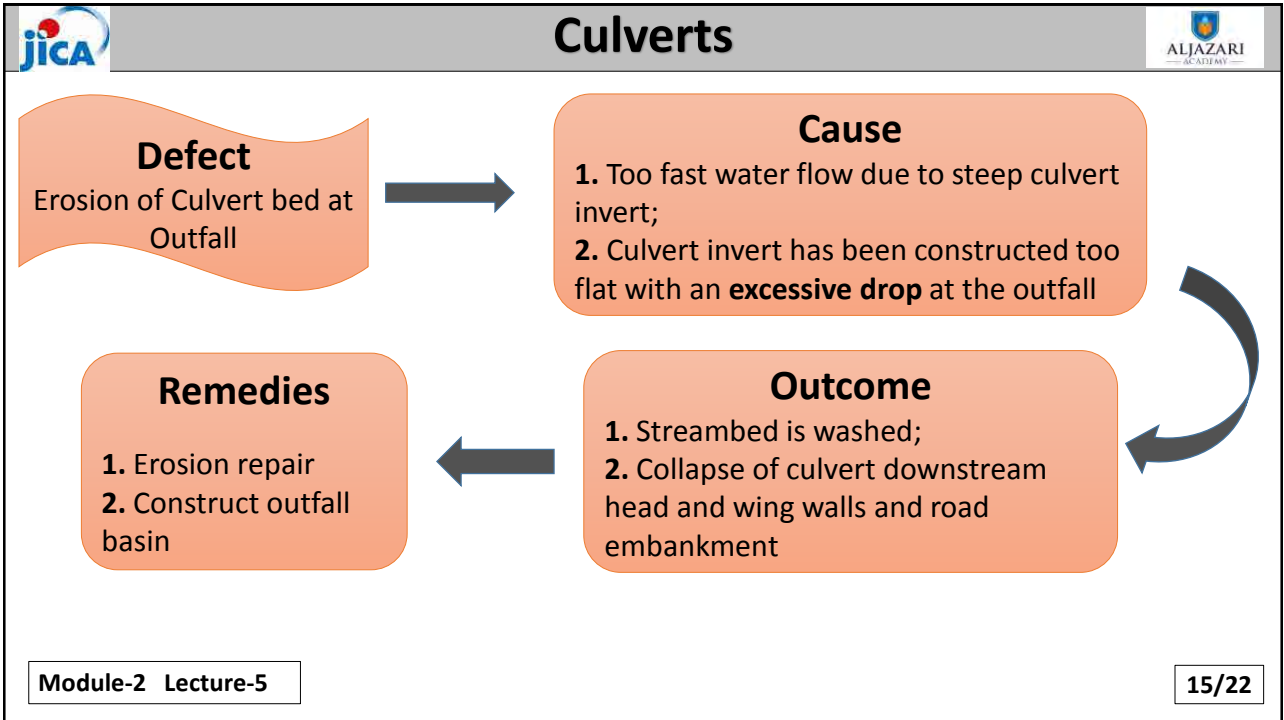 jICA
Culverts
ALJAZARI
ACADEMY
Defect
Erosion of Culvert bed at
Outfall
Cause
1. Too fast water flow due to steep culvert
invert;
2. Culvert invert has been constructed too
flat with an excessive drop at the outfall
Outcome
1. Streambed is washed;
2. Collapse of culvert downstream
head and wing walls and road
embankment
Remedies
1. Erosion repair
2. Construct outfall
basin
Module-2 Lecture-5
15/22